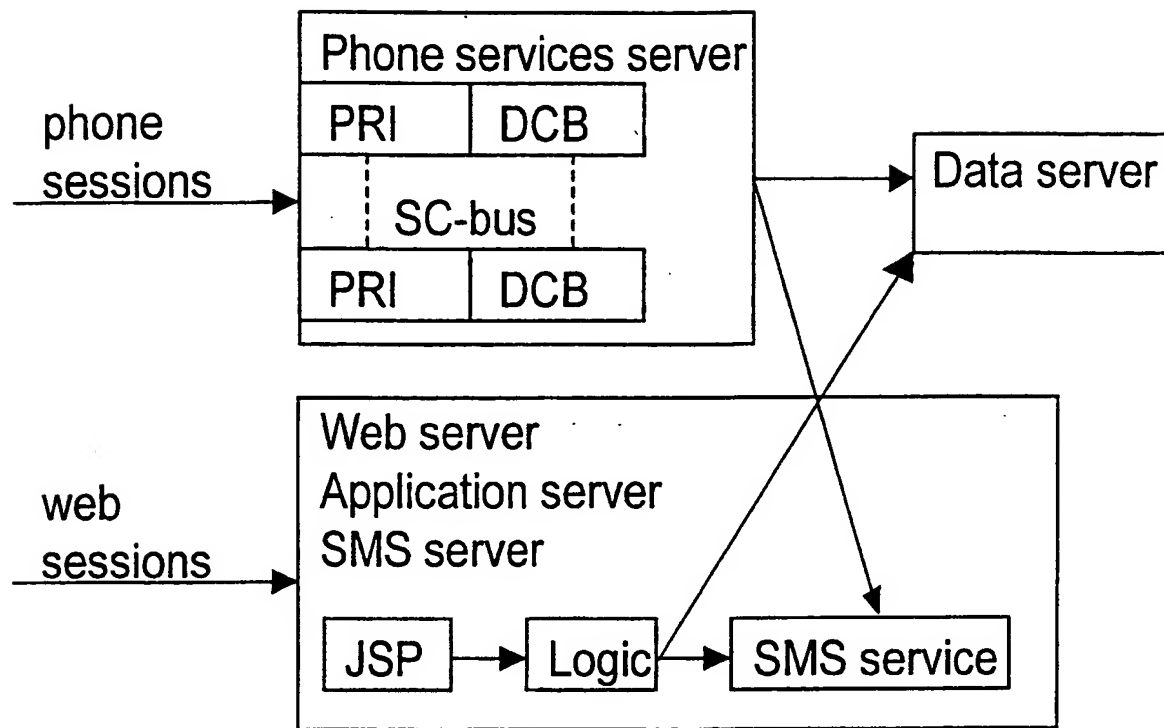 Phone services server
phone
sessions
PRI
DCB
SC-bus
PRI
DCB
Data server
web
sessions
Web server
Application server
SMS server
JSP
Logic
SMS service